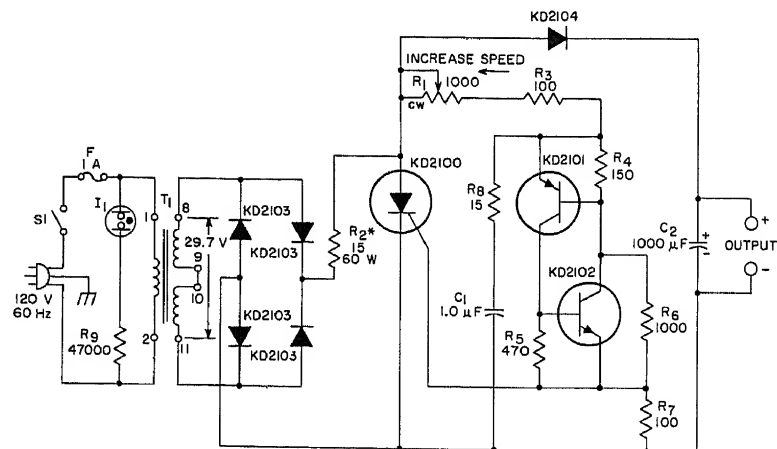 KD2104
INCREASE SPEED
R1
1000
CW
R3
100
F
1 A
S1
I1
T1
1
8
2
29.7 V
9
10
11
KD2103
KD2103
KD2103
KD2103
120 V
60 Hz
R9
47000
R2*
15
60 W
KD2100
R8
15
C1
1.0 µF
KD2101
R4
150
KD2102
R5
470
R6
1000
R7
100
C2
1000 µF
+
-
+
OUTPUT
-